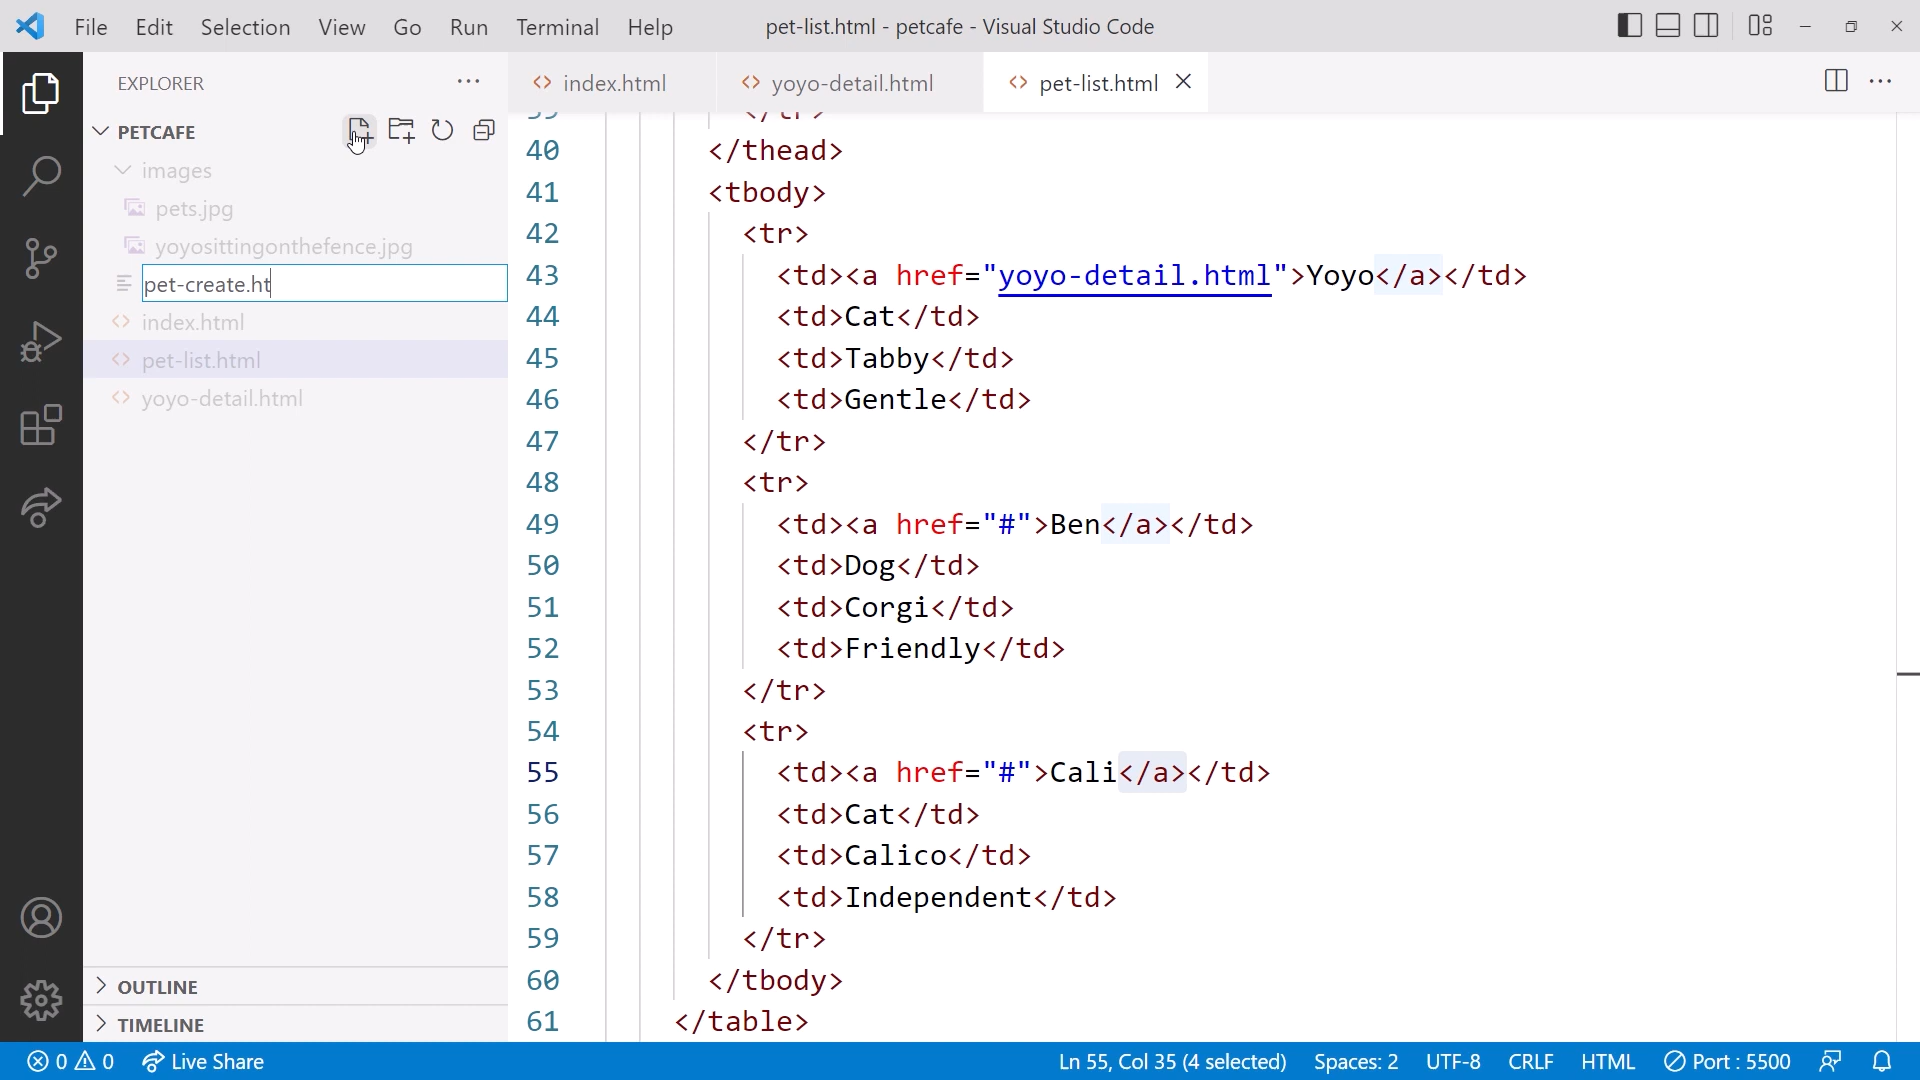 File Edit Selection View Go Run Terminal Help pet-list.html - petcafe - Visual Studio Code
EXPLORER
PETCAFE
images
pets.jpg
yoyosittingonthefence.jpg
pet-create.ht
index.html
pet-list.html
yoyo-detail.html
OUTLINE
TIMELINE
index.html yoyo-detail.html pet-list.html
39 </tr>
40 </thead>
41 <tbody>
42 <tr>
43 <td><a href="yoyo-detail.html">Yoyo</a></td>
44 <td>Cat</td>
45 <td>Tabby</td>
46 <td>Gentle</td>
47 </tr>
48 <tr>
49 <td><a href="#">Ben</a></td>
50 <td>Dog</td>
51 <td>Corgi</td>
52 <td>Friendly</td>
53 </tr>
54 <tr>
55 <td><a href="#">Cali</a></td>
56 <td>Cat</td>
57 <td>Calico</td>
58 <td>Independent</td>
59 </tr>
60 </tbody>
61 </table>
0 0 Live Share Ln 55, Col 35 (4 selected) Spaces: 2 UTF-8 CRLF HTML Port : 5500